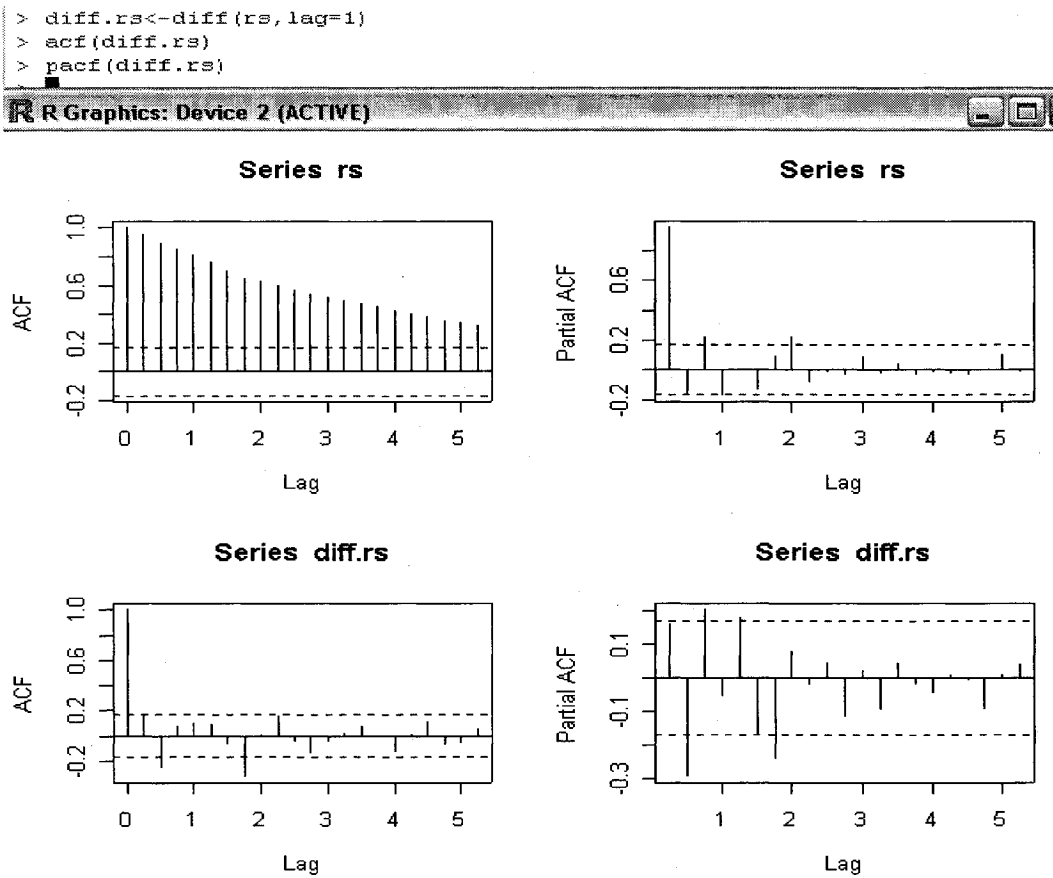 > diff.rs<-diff(rs,lag=1)
> acf(diff.rs)
> pacf(diff.rs)
>
R R Graphics: Device 2 (ACTIVE)
Series rs
Series rs
ACF
1.0
0.6
0.2
-0.2
0 1 2 3 4 5
Lag
Partial ACF
0.6
0.2
-0.2
1 2 3 4 5
Lag
Series diff.rs
Series diff.rs
ACF
1.0
0.6
0.2
-0.2
0 1 2 3 4 5
Lag
Partial ACF
0.1
-0.1
-0.3
1 2 3 4 5
Lag